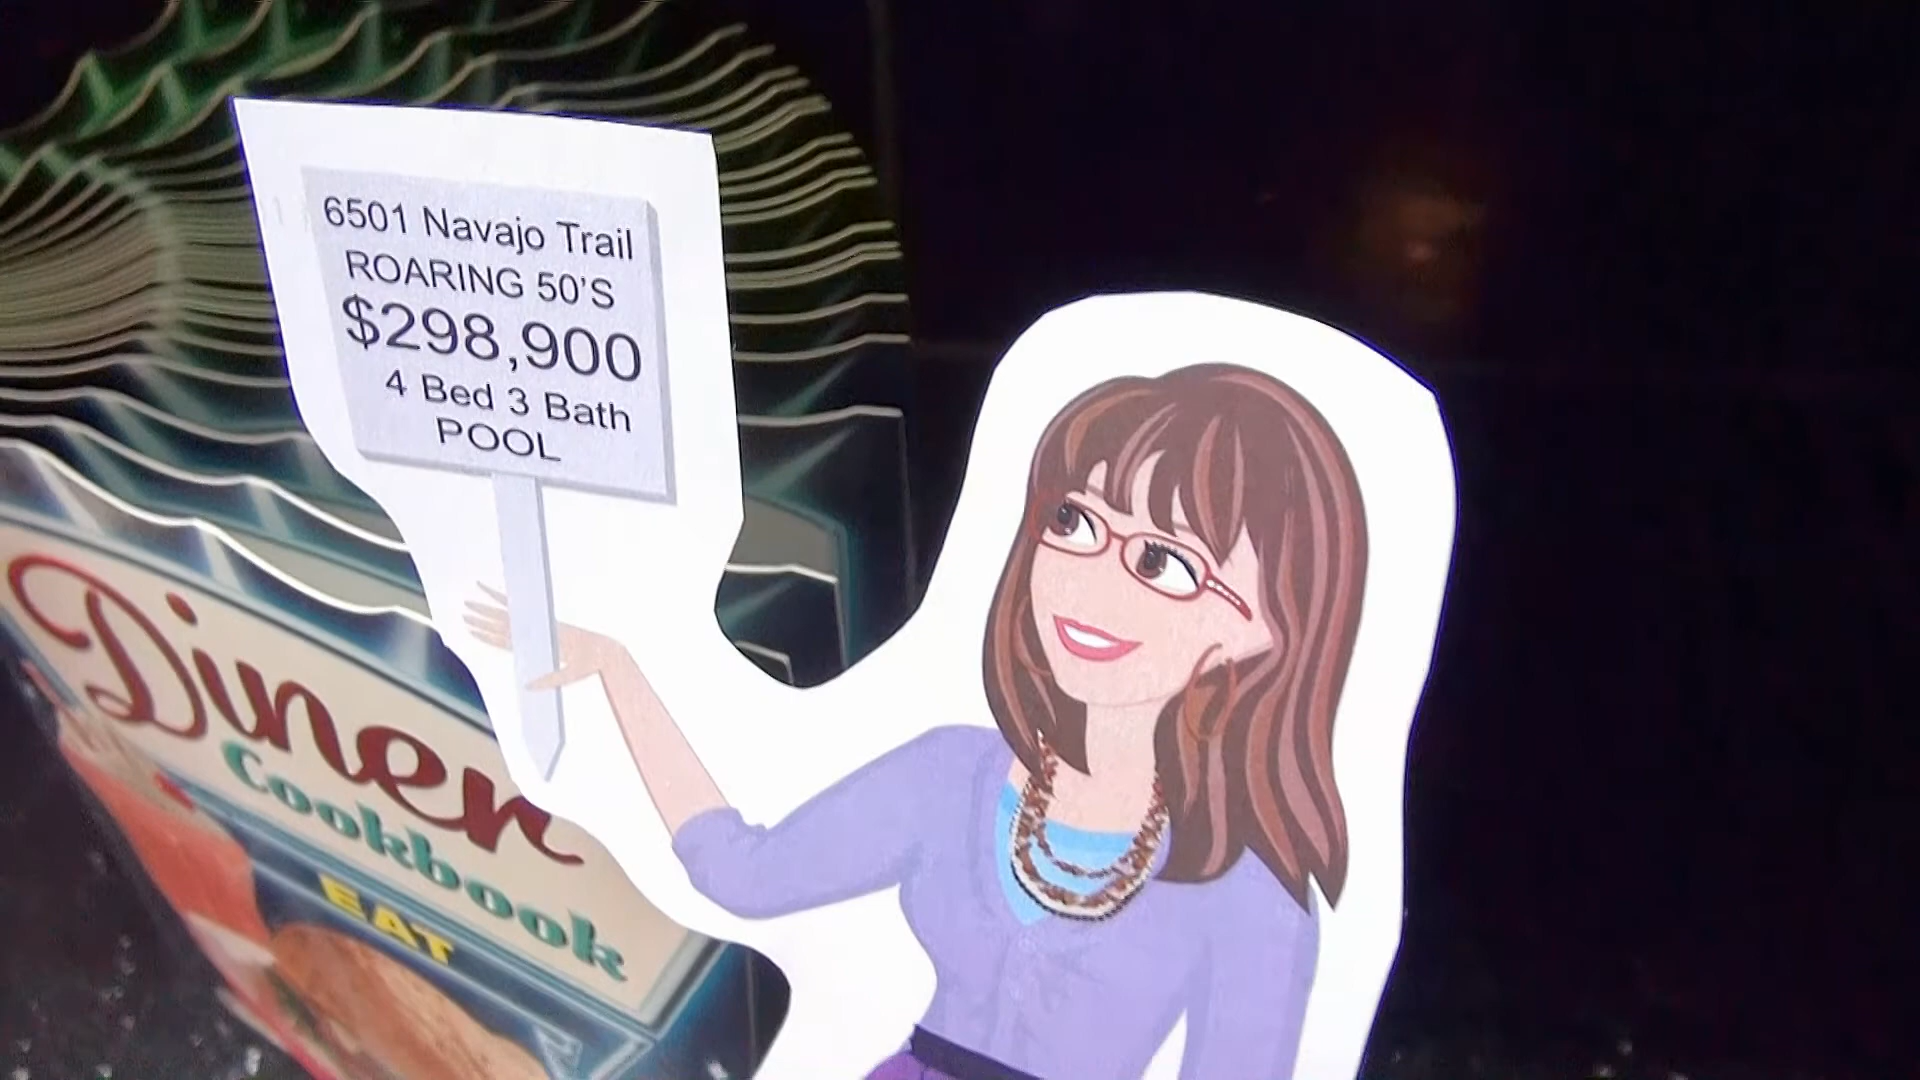 6501 Navajo Trail
ROARING 50'S
$298,900
4 Bed 3 Bath
POOL
Diner
Cookbook
EAT